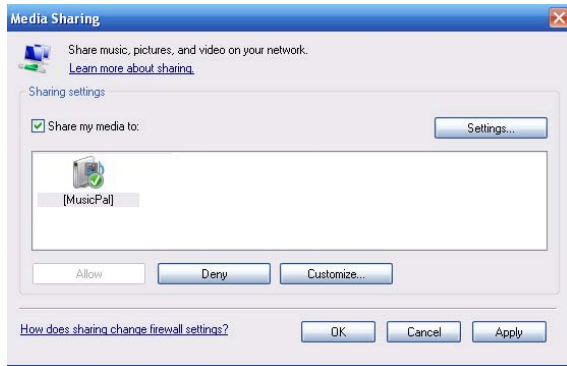 Media Sharing
Share music, pictures, and video on your network.
Learn more about sharing.
Sharing settings
Share my media to:
Settings...
[MusicPal]
Allow
Deny
Customize...
How does sharing change firewall settings?
OK
Cancel
Apply